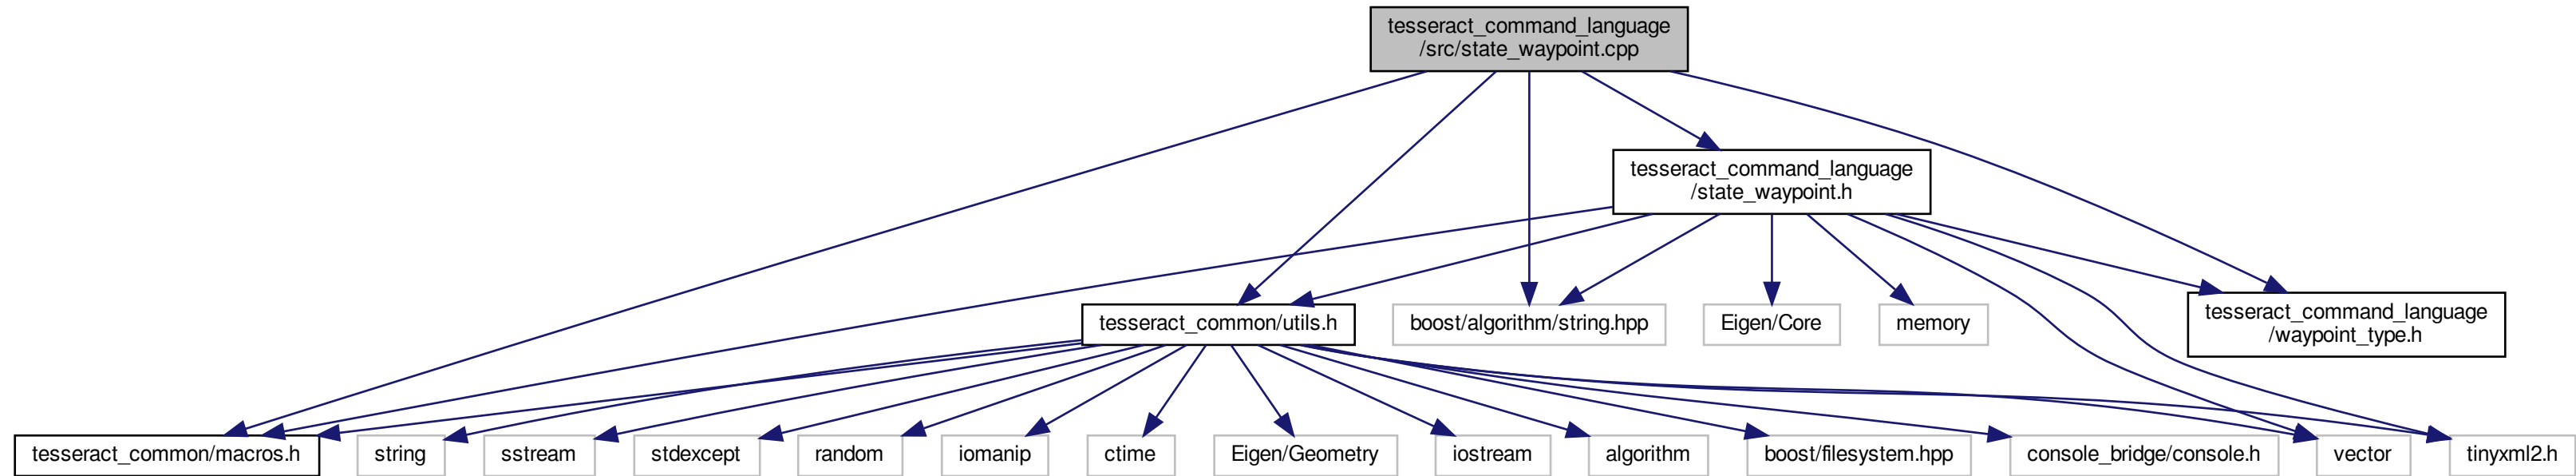 tesseract_command_language
/src/state_waypoint.cpp
tesseract_command_language
/state_waypoint.h
tesseract_common/utils.h
boost/algorithm/string.hpp
Eigen/Core
memory
tesseract_command_language
/waypoint_type.h
tesseract_common/macros.h
string
sstream
stdexcept
random
iomanip
ctime
Eigen/Geometry
iostream
algorithm
boost/filesystem.hpp
console_bridge/console.h
vector
tinyxml2.h